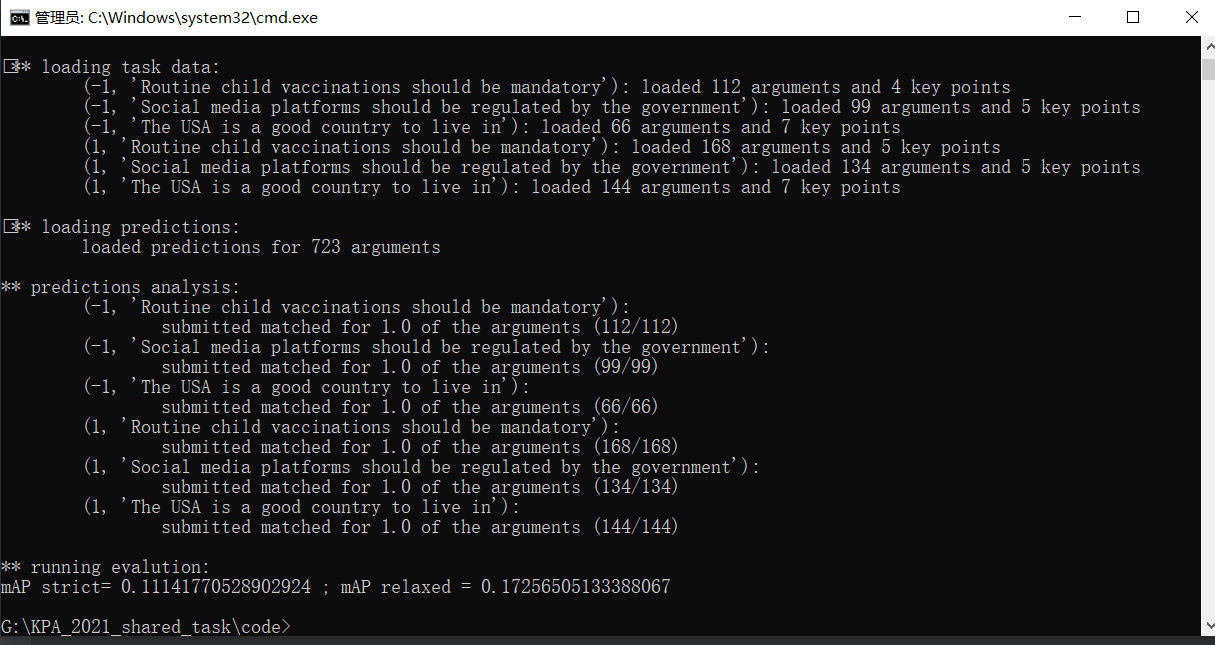 管理员: C:\Windows\system32\cmd.exe
** loading task data:
(-1, 'Routine child vaccinations should be mandatory'): loaded 112 arguments and 4 key points
(-1, 'Social media platforms should be regulated by the government'): loaded 99 arguments and 5 key points
(-1, 'The USA is a good country to live in'): loaded 66 arguments and 7 key points
(1, 'Routine child vaccinations should be mandatory'): loaded 168 arguments and 5 key points
(1, 'Social media platforms should be regulated by the government'): loaded 134 arguments and 5 key points
(1, 'The USA is a good country to live in'): loaded 144 arguments and 7 key points
** loading predictions:
loaded predictions for 723 arguments
** predictions analysis:
(-1, 'Routine child vaccinations should be mandatory'):
submitted matched for 1.0 of the arguments (112/112)
(-1, 'Social media platforms should be regulated by the government'):
submitted matched for 1.0 of the arguments (99/99)
(-1, 'The USA is a good country to live in'):
submitted matched for 1.0 of the arguments (66/66)
(1, 'Routine child vaccinations should be mandatory'):
submitted matched for 1.0 of the arguments (168/168)
(1, 'Social media platforms should be regulated by the government'):
submitted matched for 1.0 of the arguments (134/134)
(1, 'The USA is a good country to live in'):
submitted matched for 1.0 of the arguments (144/144)
** running evalution:
mAP strict= 0.11141770528902924 ; mAP relaxed = 0.17256505133388067
G:\KPA_2021_shared_task\code>